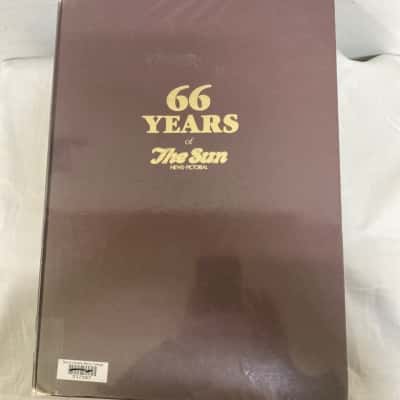 66
YEARS
of
The Sun
NEWS-PICTORIAL